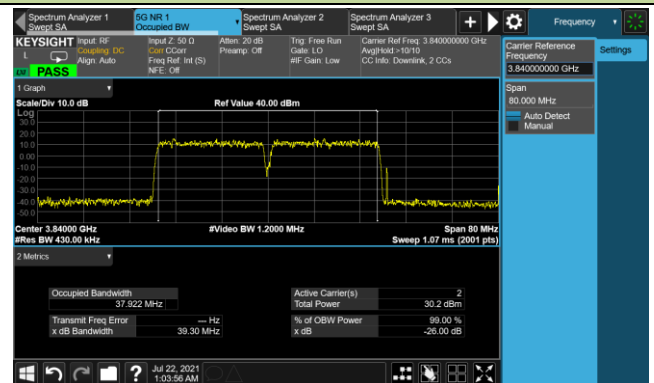 Spectrum Analyzer 1
Swept SA
5G NR 1
Occupied BW
Spectrum Analyzer 2
Swept SA
Spectrum Analyzer 3
Swept SA
Frequency
KEYSIGHT
L
PASS
Input: RF
Coupling: DC
Align: Auto
Input Z: 50 Ω
Corr CCorr
Freq Ref: Int (S)
NFE: Off
Atten: 20 dB
Preamp: Off
Trig: Free Run
Gate: LO
#IF Gain: Low
Carrier Ref Freq: 3.840000000 GHz
Avg|Hold:>10/10
CC Info: Downlink, 2 CCs
Carrier Reference
Frequency
3.840000000 GHz
Settings
Span
80.000 MHz
Auto Detect
Manual
1 Graph
Scale/Div 10.0 dB
Ref Value 40.00 dBm
Log
30.0
20.0
10.0
0.00
-10.0
-20.0
-30.0
-40.0
-50.0
Center 3.84000 GHz
#Video BW 1.2000 MHz
Span 80 MHz
#Res BW 430.00 kHz
Sweep 1.07 ms (2001 pts)
2 Metrics
Occupied Bandwidth
37.922 MHz
Active Carrier(s) 2
Total Power 30.2 dBm
Transmit Freq Error --- Hz
x dB Bandwidth 39.30 MHz
% of OBW Power 99.00 %
x dB -26.00 dB
?
Jul 22, 2021
1:03:56 AM